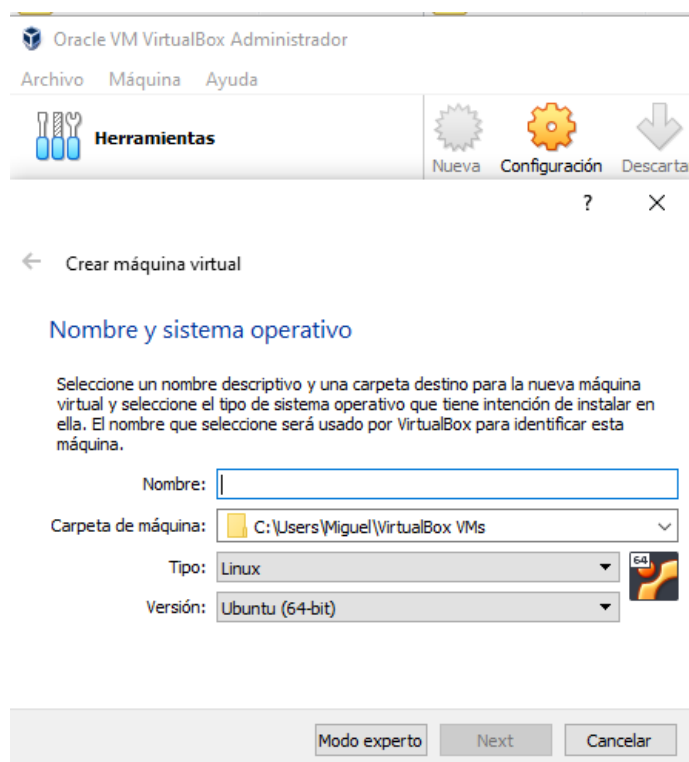 Oracle VM VirtualBox Administrador
Archivo Máquina Ayuda
Herramientas
Nueva Configuración Descarta
?
Crear máquina virtual
Nombre y sistema operativo
Seleccione un nombre descriptivo y una carpeta destino para la nueva máquina
virtual y seleccione el tipo de sistema operativo que tiene intención de instalar en
ella. El nombre que seleccione será usado por VirtualBox para identificar esta
máquina.
Nombre:
Carpeta de máquina: C:\Users\Miguel\VirtualBox VMs
Tipo: Linux
64
Versión: Ubuntu (64-bit)
Modo experto Next Cancelar